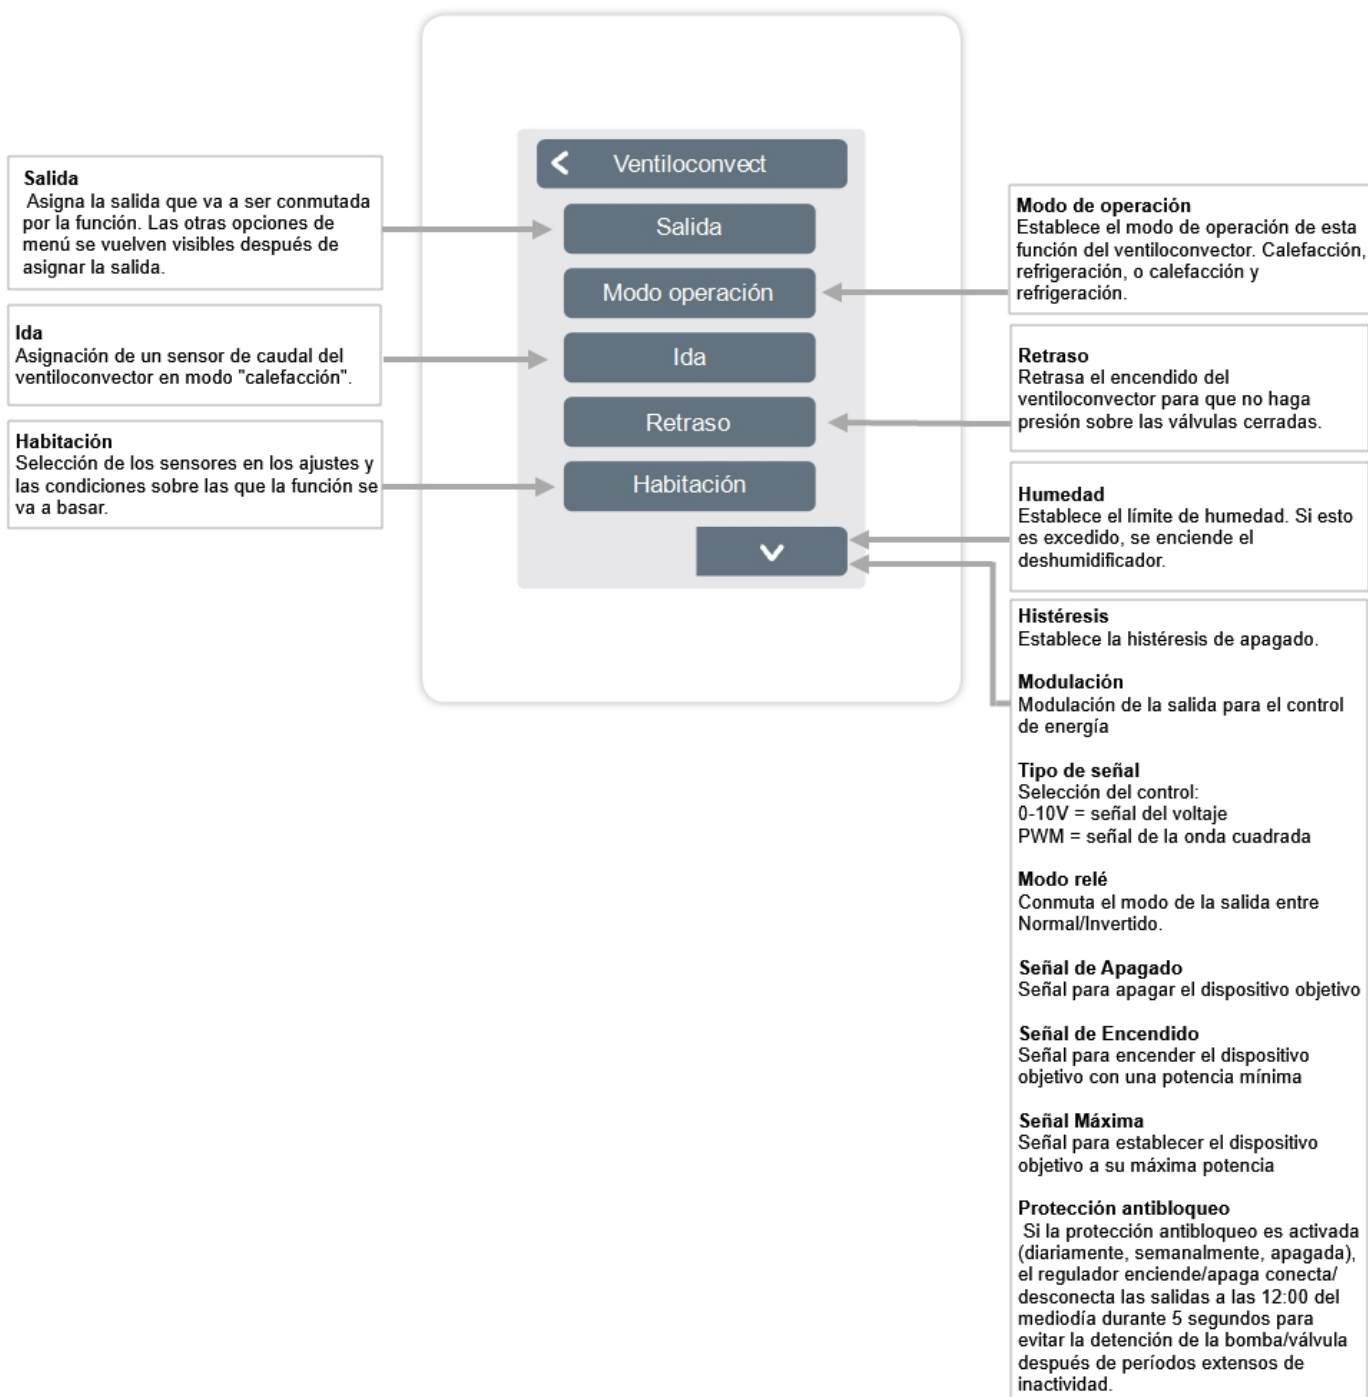 Salida
Asigna la salida que va a ser conmutada
por la función. Las otras opciones de
menú se vuelven visibles después de
asignar la salida.
Ida
Asignación de un sensor de caudal del
ventiloconvector en modo "calefacción".
Habitación
Selección de los sensores en los ajustes y
las condiciones sobre las que la función se
va a basar.
Ventiloconvect
Salida
Modo operación
Ida
Retraso
Habitación
Modo de operación
Establece el modo de operación de esta
función del ventiloconvector. Calefacción,
refrigeración, o calefacción y
refrigeración.
Retraso
Retrasa el encendido del
ventiloconvector para que no haga
presión sobre las válvulas cerradas.
Humedad
Establece el límite de humedad. Si esto
es excedido, se enciende el
deshumidificador.
Histéresis
Establece la histéresis de apagado.
Modulación
Modulación de la salida para el control
de energía
Tipo de señal
Selección del control:
0-10V = señal del voltaje
PWM = señal de la onda cuadrada
Modo relé
Conmuta el modo de la salida entre
Normal/Invertido.
Señal de Apagado
Señal para apagar el dispositivo objetivo
Señal de Encendido
Señal para encender el dispositivo
objetivo con una potencia mínima
Señal Máxima
Señal para establecer el dispositivo
objetivo a su máxima potencia
Protección antibloqueo
Si la protección antibloqueo es activada
(diariamente, semanalmente, apagada),
el regulador enciende/apaga conecta/
desconecta las salidas a las 12:00 del
mediodía durante 5 segundos para
evitar la detención de la bomba/válvula
después de períodos extensos de
inactividad.